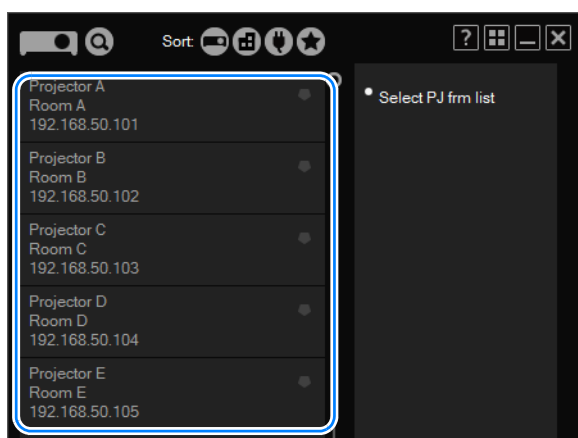 Sort:
?
Projector A
Room A
192.168.50.101
Projector B
Room B
192.168.50.102
Projector C
Room C
192.168.50.103
Projector D
Room D
192.168.50.104
Projector E
Room E
192.168.50.105
Select PJ frm list